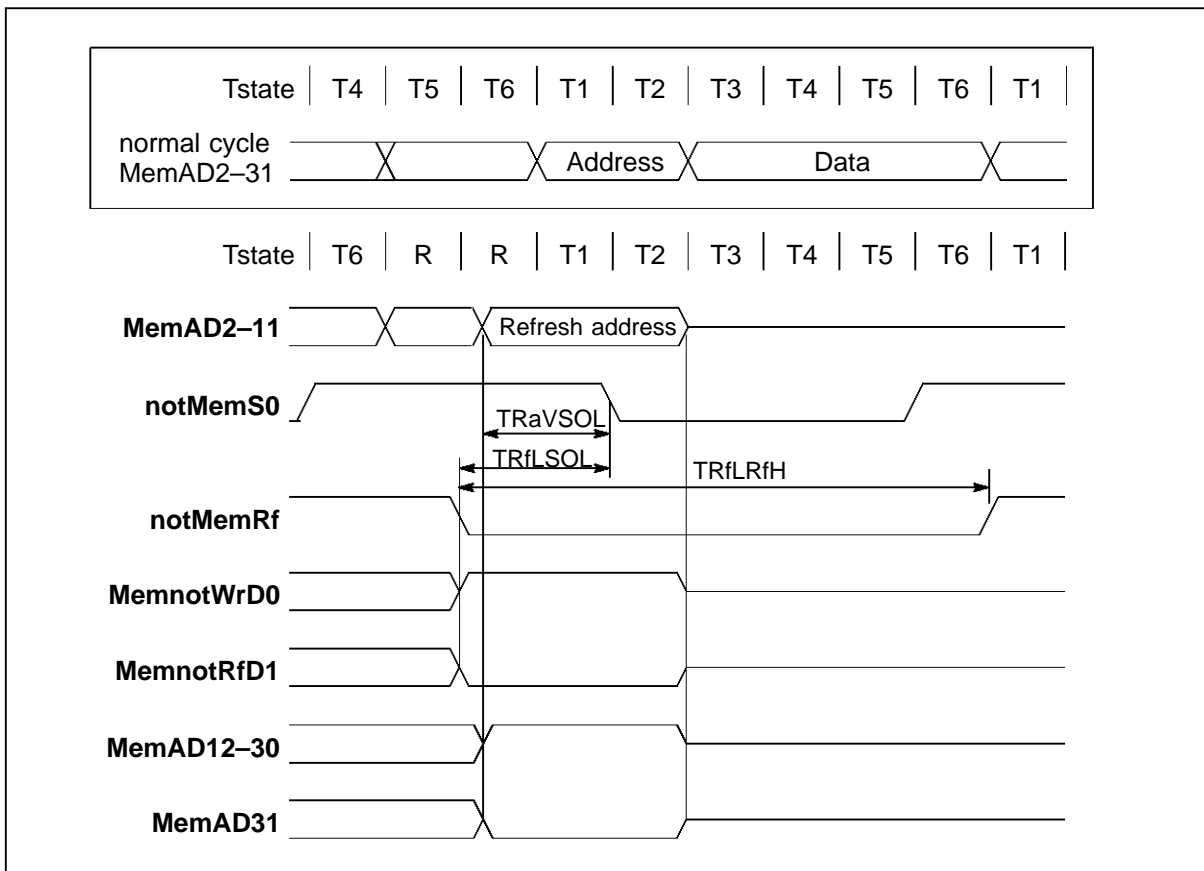 Tstate T4 T5 T6 T1 T2 T3 T4 T5 T6 T1
normal cycle
MemAD2–31
Address Data
Tstate T6 R R T1 T2 T3 T4 T5 T6 T1
MemAD2–11 Refresh address
notMemS0
TRaVSOL
TRfLSOL
TRfLRfH
notMemRf
MemnotWrD0
MemnotRfD1
MemAD12–30
MemAD31